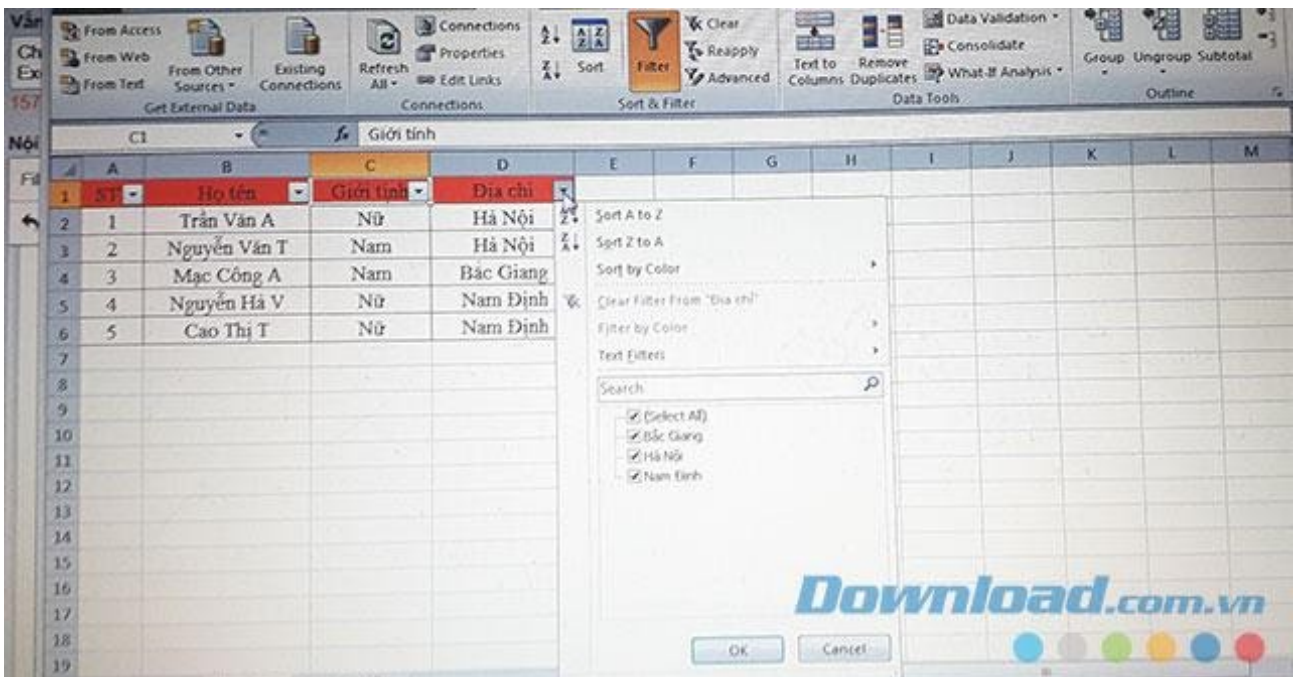 Văn
From Access
From Web
From Text
From Other Sources
Existing Connections
Get External Data
Refresh All
Connections
Properties
Edit Links
Connections
Sort
Filter
Clear
Reapply
Advanced
Sort & Filter
Text to Columns
Remove Duplicates
Data Validation
Consolidate
What-If Analysis
Data Tools
Group
Ungroup
Subtotal
Outline
Ch
Ex
157
Nội
C1
fx
Giới tính
A B C D E F G H I J K L M
1 ST Họ tên Giới tính Địa chỉ
2 1 Trần Văn A Nữ Hà Nội
3 2 Nguyễn Văn T Nam Hà Nội
4 3 Mạc Công A Nam Bắc Giang
5 4 Nguyễn Hà V Nữ Nam Định
6 5 Cao Thị T Nữ Nam Định
7
8
9
10
11
12
13
14
15
16
17
18
19
Sort A to Z
Sort Z to A
Sort by Color
Clear Filter From "Địa chỉ"
Filter by Color
Text Filters
Search
(Select All)
Bắc Giang
Hà Nội
Nam Định
OK
Cancel
Download.com.vn